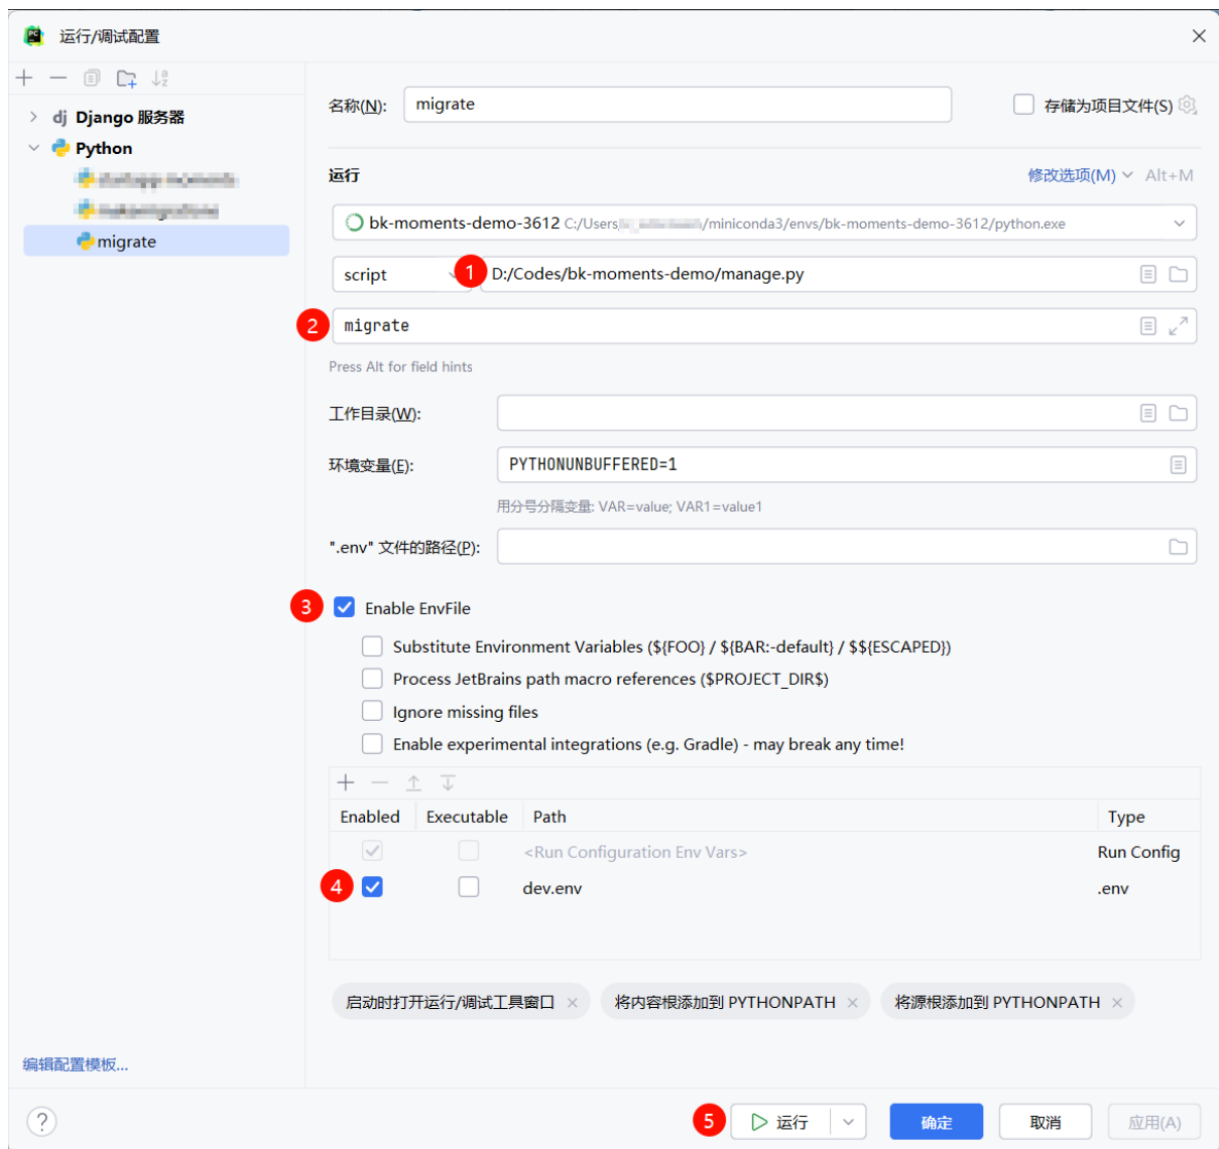 运行/调试配置
dj Django 服务器
Python
migrate
编辑配置模板...
名称(N): migrate
存储为项目文件(S)
运行
修改选项(M) Alt+M
bk-moments-demo-3612 C:/Users /miniconda3/envs/bk-moments-demo-3612/python.exe
script 1 D:/Codes/bk-moments-demo/manage.py
2 migrate
Press Alt for field hints
工作目录(W):
环境变量(E): PYTHONUNBUFFERED=1
用分号分隔变量: VAR=value; VAR1=value1
".env" 文件的路径(P):
3 Enable EnvFile
Substitute Environment Variables (${FOO} / ${BAR:-default} / $${ESCAPED})
Process JetBrains path macro references ($PROJECT_DIR$)
Ignore missing files
Enable experimental integrations (e.g. Gradle) - may break any time!
Enabled Executable Path Type
<Run Configuration Env Vars> Run Config
4 dev.env .env
启动时打开运行/调试工具窗口 × 将内容根添加到 PYTHONPATH × 将源根添加到 PYTHONPATH ×
? 5 运行 确定 取消 应用(A)